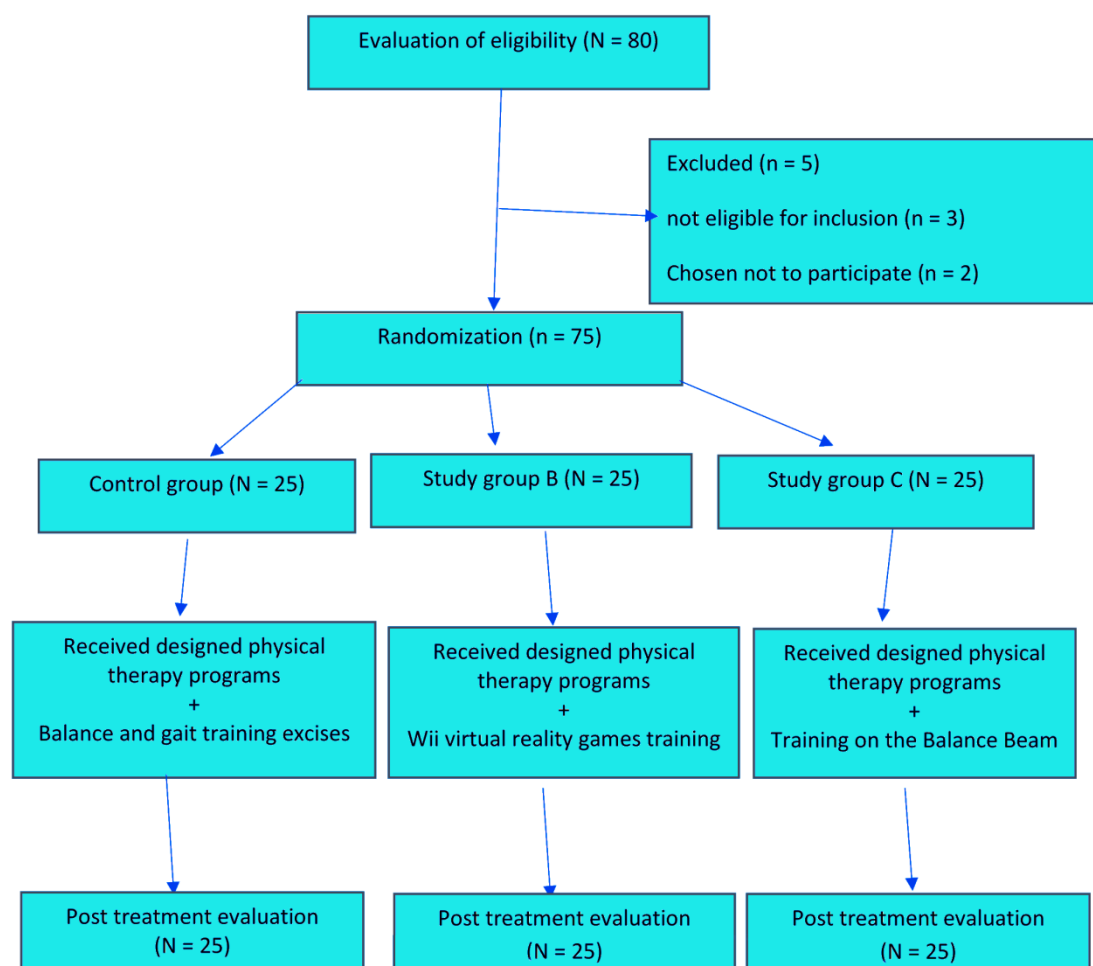 Evaluation of eligibility (N = 80)
Excluded (n = 5)
not eligible for inclusion (n = 3)
Chosen not to participate (n = 2)
Randomization (n = 75)
Control group (N = 25)
Study group B (N = 25)
Study group C (N = 25)
Received designed physical
therapy programs
+
Balance and gait training excises
Received designed physical
therapy programs
+
Wii virtual reality games training
Received designed physical
therapy programs
+
Training on the Balance Beam
Post treatment evaluation
(N = 25)
Post treatment evaluation
(N = 25)
Post treatment evaluation
(N = 25)